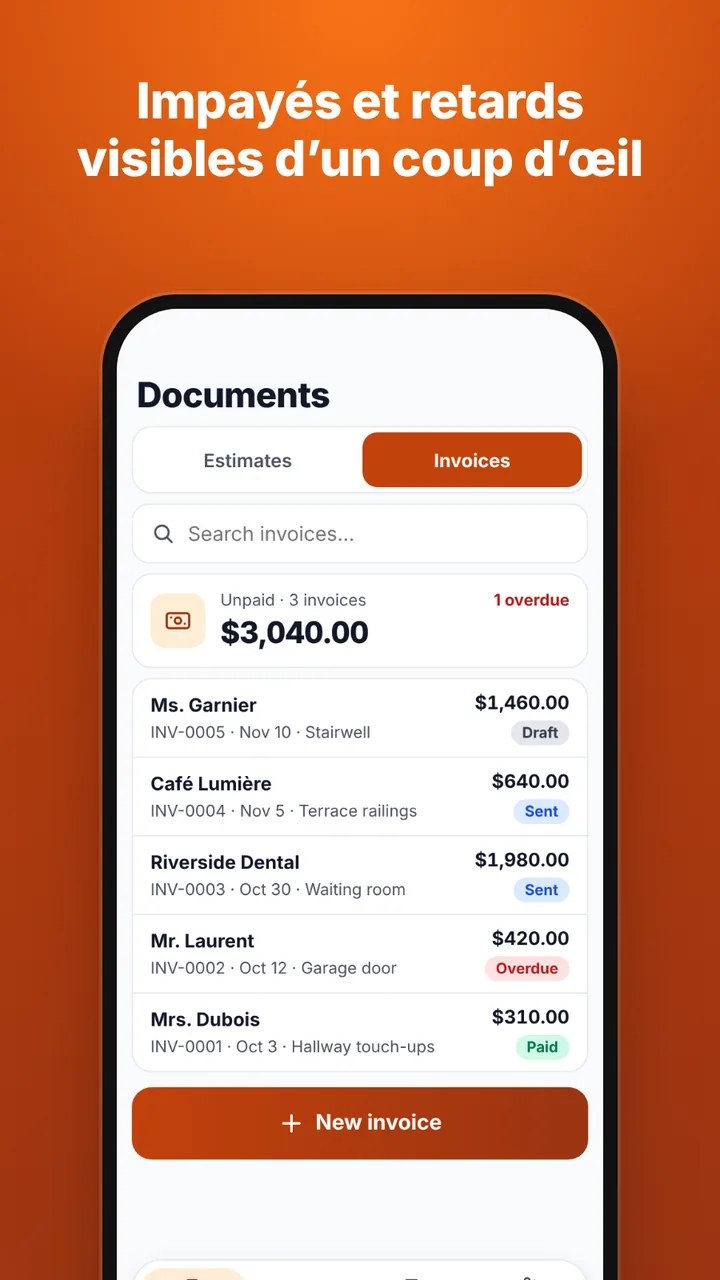 Impayés et retards
visibles d’un coup d’œil
Documents
Estimates
Invoices
Search invoices...
Unpaid · 3 invoices
1 overdue
$3,040.00
Ms. Garnier
$1,460.00
INV-0005 · Nov 10 · Stairwell
Draft
Café Lumière
$640.00
INV-0004 · Nov 5 · Terrace railings
Sent
Riverside Dental
$1,980.00
INV-0003 · Oct 30 · Waiting room
Sent
Mr. Laurent
$420.00
INV-0002 · Oct 12 · Garage door
Overdue
Mrs. Dubois
$310.00
INV-0001 · Oct 3 · Hallway touch-ups
Paid
+ New invoice